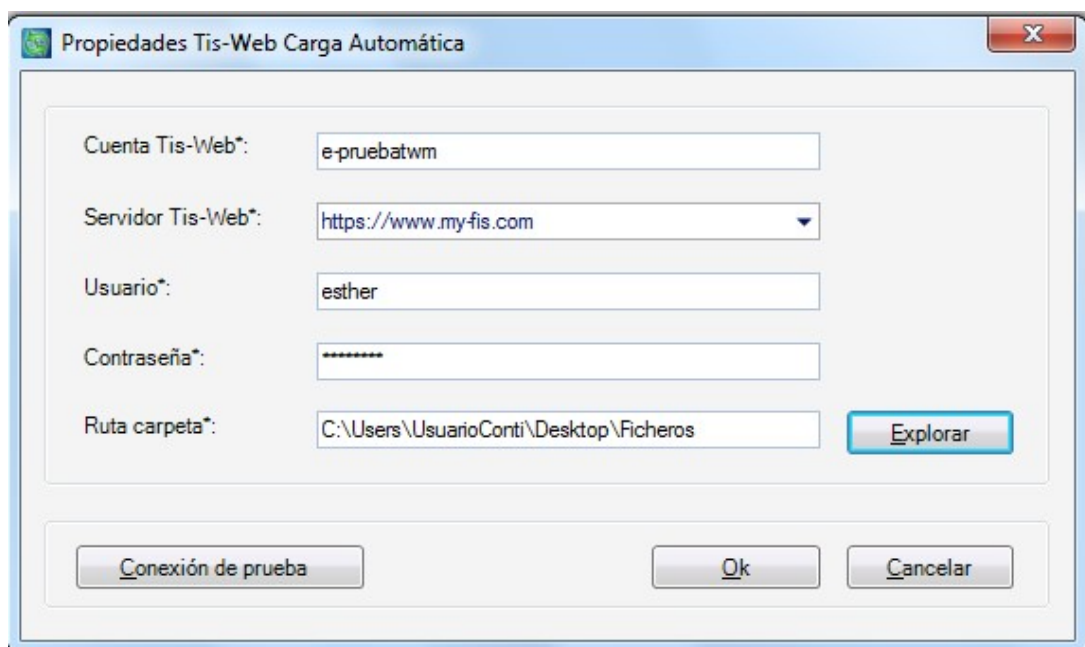 Propiedades Tis-Web Carga Automática
Cuenta Tis-Web*: e-pruebatwm
Servidor Tis-Web*: https://www.my-fis.com
Usuario*: esther
Contraseña*: ********
Ruta carpeta*: C:\Users\UsuarioConti\Desktop\Ficheros Explorar
Conexión de prueba Ok Cancelar